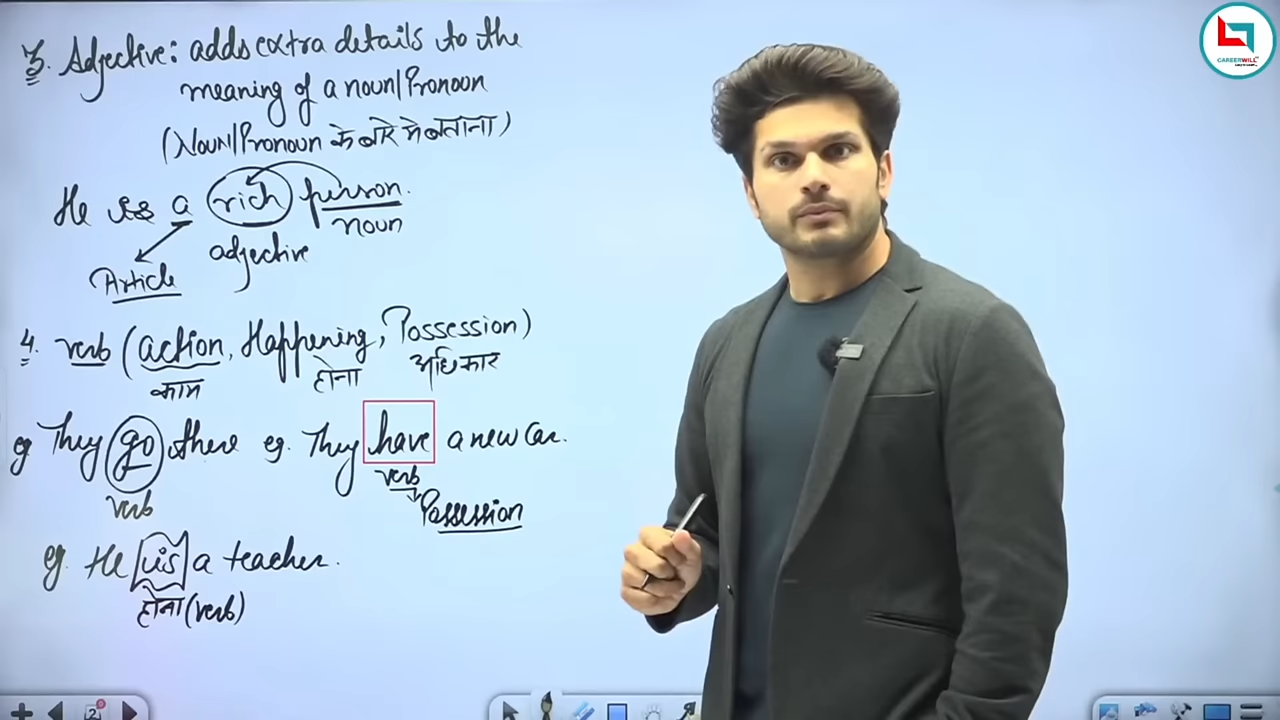 3. Adjective: adds extra details to the
meaning of a noun/Pronoun
(Noun/Pronoun के बारे मे बताना)
He is a rich person.
noun
adjective
Article
4. verb (action, Happening, Possession)
काम होना अधिकार
eg They go there eg. They have a new car.
verb verb
Possession
eg. He is a teacher.
होना (verb)
CAREERWILL
2